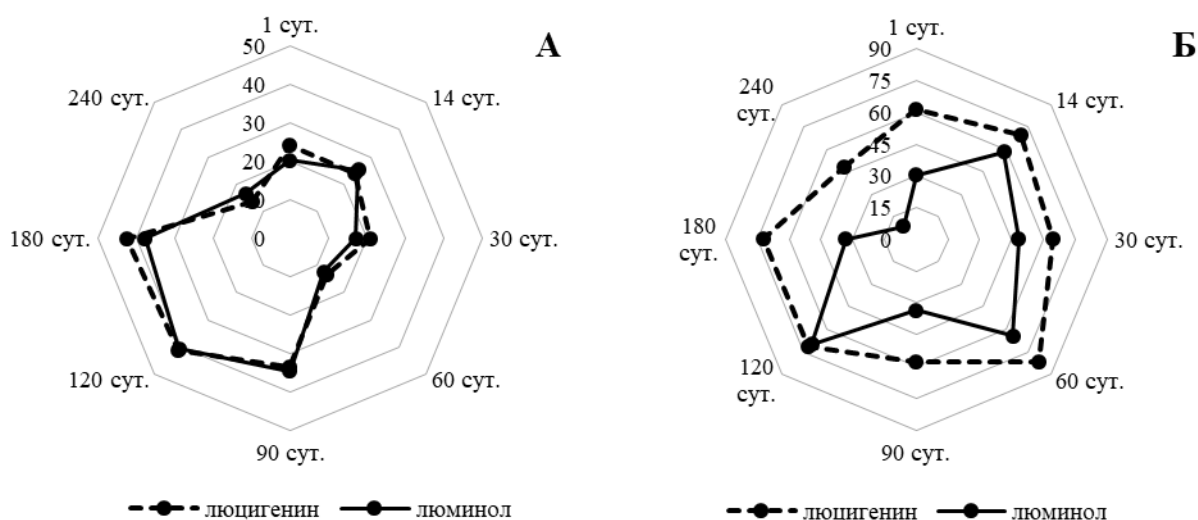 А
1 сут.
14 сут.
30 сут.
60 сут.
90 сут.
120 сут.
180 сут.
240 сут.
50
40
30
20
0
0
люцигенин
люминол
Б
1 сут.
14 сут.
30 сут.
60 сут.
90 сут.
120
сут.
180
сут.
240
сут.
90
75
60
45
30
15
0
люцигенин
люминол